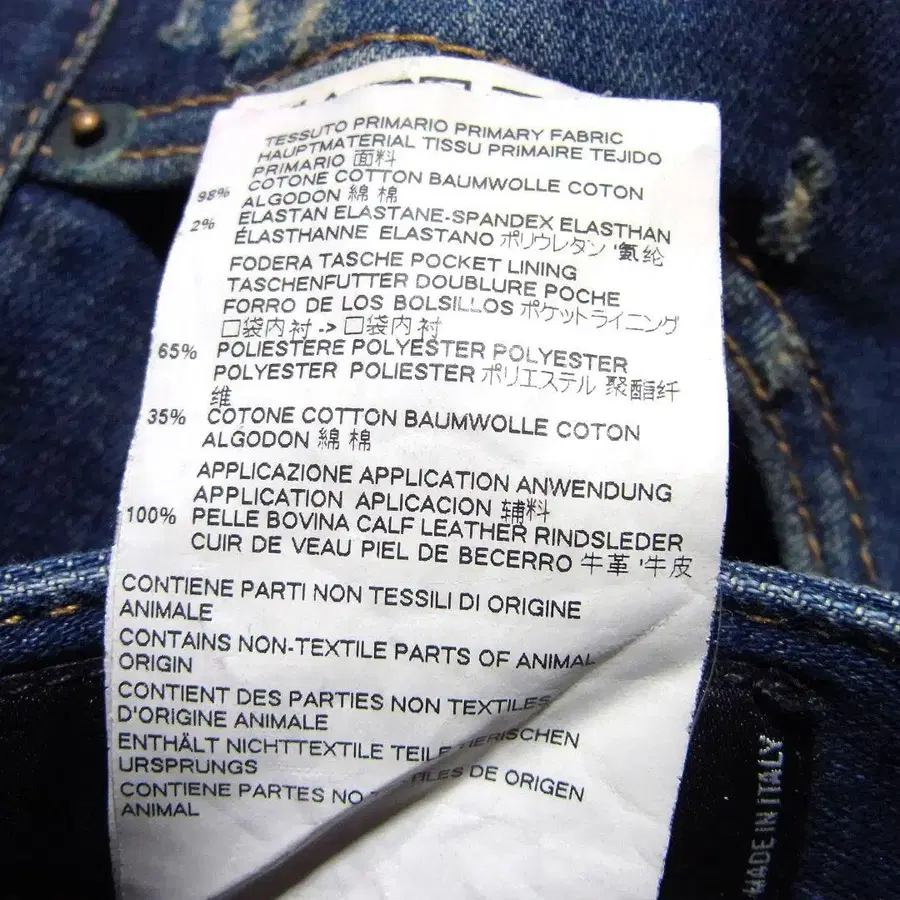 TESSUTO PRIMARIO PRIMARY FABRIC
HAUPTMATERIAL TISSU PRIMAIRE TEJIDO
PRIMARIO 面料
98% COTONE COTTON BAUMWOLLE COTON
ALGODON 綿 棉
2% ELASTAN ELASTANE-SPANDEX ELASTHAN
ÉLASTHANNE ELASTANO ポリウレタン '氨纶
FODERA TASCHE POCKET LINING
TASCHENFUTTER DOUBLURE POCHE
FORRO DE LOS BOLSILLOS ポケットライニング
口袋内衬 -> 口袋内衬
65% POLIESTERE POLYESTER POLYESTER
POLYESTER POLIESTER ポリエステル 聚酯纤
维
35% COTONE COTTON BAUMWOLLE COTON
ALGODON 綿 棉
APPLICAZIONE APPLICATION ANWENDUNG
APPLICATION APLICACION 辅料
100% PELLE BOVINA CALF LEATHER RINDSLEDER
CUIR DE VEAU PIEL DE BECERRO 牛革 '牛皮
CONTIENE PARTI NON TESSILI DI ORIGINE
ANIMALE
CONTAINS NON-TEXTILE PARTS OF ANIMAL
ORIGIN
CONTIENT DES PARTIES NON TEXTILES
D'ORIGINE ANIMALE
ENTHÄLT NICHTTEXTILE TEILE
URSPRUNGS
CONTIENE PARTES DE ORIGEN
ANIMAL
MADE IN ITALY